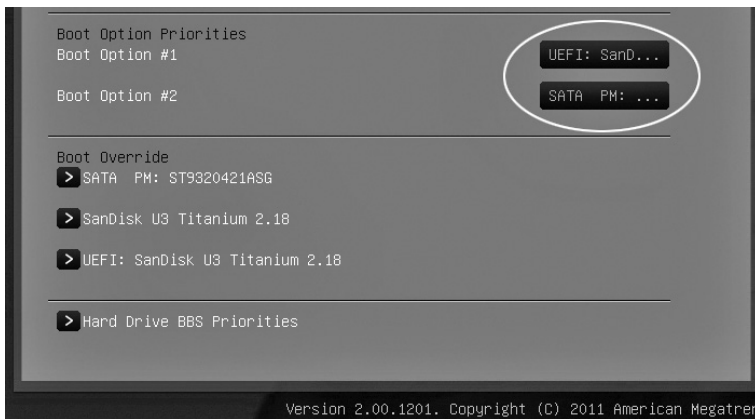 Boot Option Priorities
Boot Option #1 UEFI: SanD...
Boot Option #2 SATA PM: ...
Boot Override
> SATA PM: ST9320421ASG
> SanDisk U3 Titanium 2.18
> UEFI: SanDisk U3 Titanium 2.18
> Hard Drive BBS Priorities
Version 2.00.1201. Copyright (C) 2011 American